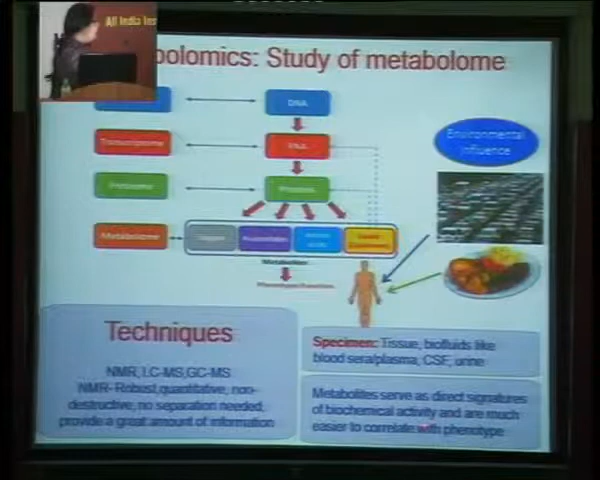 All India Ins
bolomics: Study of metabolome
DNA
Transcriptome
RNA
Environmental
influence
Proteome
Proteins
Metabolome
Metabolites
Techniques
NMR, LC-MS,GC-MS
NMR- Robust,quantitative, non-
destructive, no separation needed,
provide a great amount of information
Specimen: Tissue, biofluids like
blood sera/plasma, CSF, urine
Metabolites serve as direct signatures
of biochemical activity and are much
easier to correlate with phenotype